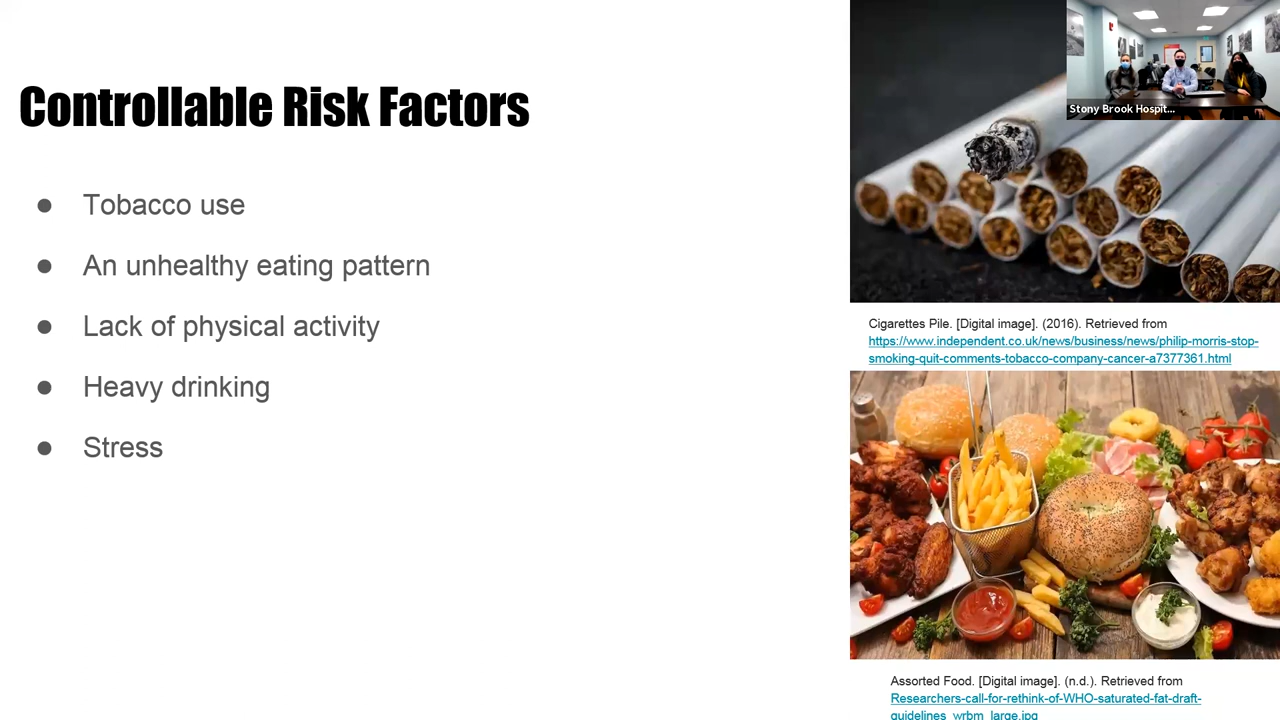 Controllable Risk Factors
● Tobacco use
● An unhealthy eating pattern
● Lack of physical activity
● Heavy drinking
● Stress
Stony Brook Hospit...
Cigarettes Pile. [Digital image]. (2016). Retrieved from
https://www.independent.co.uk/news/business/news/philip-morris-stop-
smoking-quit-comments-tobacco-company-cancer-a7377361.html
Assorted Food. [Digital image]. (n.d.). Retrieved from
Researchers-call-for-rethink-of-WHO-saturated-fat-draft-
guidelines_wrbm_large.jpg